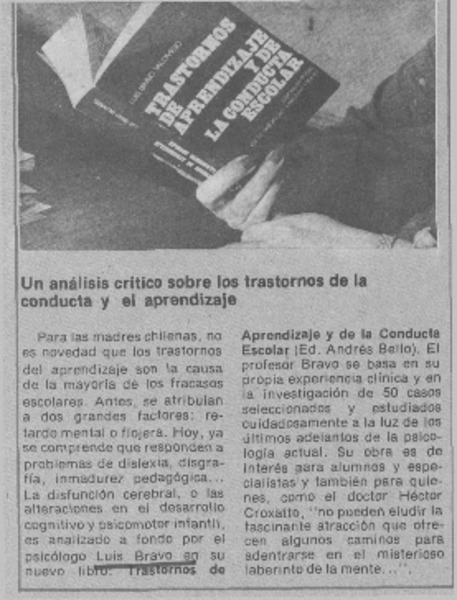 LUIS BRAVO VALDIVIESO
TRASTORNOS
DE
APRENDIZAJE
Y DE
LA CONDUCTA
ESCOLAR
Un análisis crítico sobre los trastornos de la
conducta y el aprendizaje
Para las madres chilenas, no
es novedad que los trastornos
del aprendizaje son la causa
de la mayoría de los fracasos
escolares. Antes, se atribuían
a dos grandes factores: re-
tardo mental o flojera. Hoy, ya
se comprende que responden a
problemas de dislexia, disgra-
fía, inmadurez pedagógica...
La disfunción cerebral, o las
alteraciones en el desarrollo
cognitivo y psicomotor infantil,
es analizado a fondo por el
psicólogo Luis Bravo en su
nuevo libro: Trastornos de
Aprendizaje y de la Conducta
Escolar (Ed. Andrés Bello). El
profesor Bravo se basa en su
propia experiencia clínica y en
la investigación de 50 casos
seleccionados y estudiados
cuidadosamente a la luz de los
últimos adelantos de la psico-
logía actual. Su obra es de
interés para alumnos y espe-
cialistas y también para quie-
nes, como el doctor Héctor
Croxatto, "no pueden eludir la
fascinante atracción que ofre-
cen algunos caminos para
adentrarse en el misterioso
laberinto de la mente...".